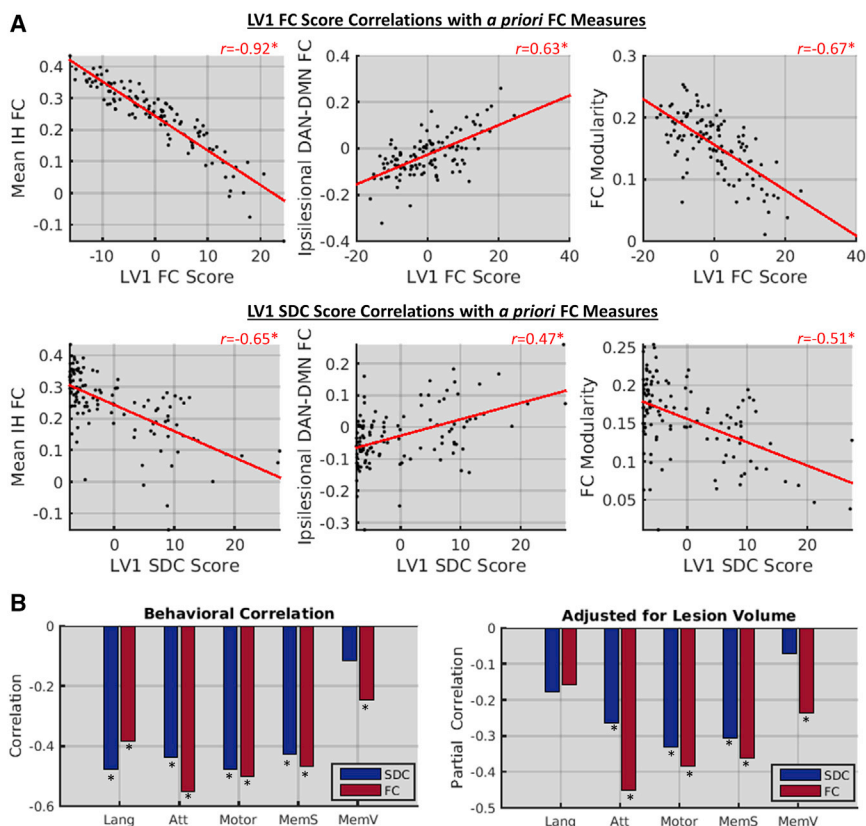 A
LV1 FC Score Correlations with a priori FC Measures
r=-0.92*
r=0.63*
r=-0.67*
Mean IH FC
0.4
0.3
0.2
0.1
0
-0.1
-10 0 10 20
LV1 FC Score
Ipsilesional DAN-DMN FC
0.4
0.2
0
-0.2
-0.4
-20 0 20 40
LV1 FC Score
FC Modularity
0.3
0.2
0.1
0
-20 0 20 40
LV1 FC Score
LV1 SDC Score Correlations with a priori FC Measures
r=-0.65*
r=0.47*
r=-0.51*
Mean IH FC
0.4
0.3
0.2
0.1
0
-0.1
0 10 20
LV1 SDC Score
Ipsilesional DAN-DMN FC
0.2
0.1
0
-0.1
-0.2
-0.3
0 10 20
LV1 SDC Score
FC Modularity
0.25
0.2
0.15
0.1
0.05
0 10 20
LV1 SDC Score
B
Behavioral Correlation
Correlation
0
-0.2
-0.4
-0.6
* * * * * * * * *
SDC
FC
Lang Att Motor MemS MemV
Adjusted for Lesion Volume
Partial Correlation
0
-0.1
-0.2
-0.3
-0.4
-0.5
* * * * * * *
SDC
FC
Lang Att Motor MemS MemV